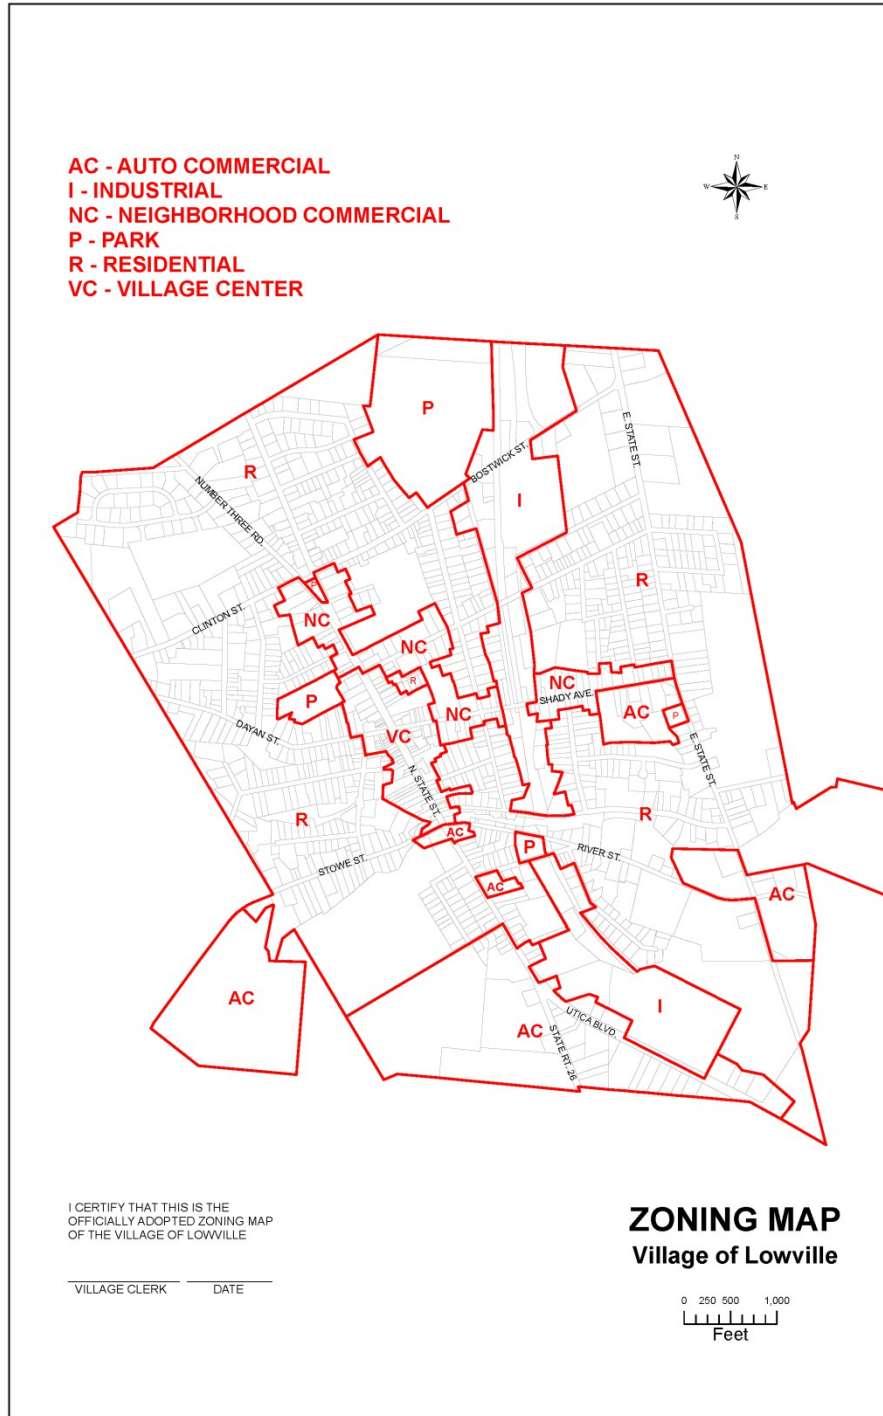 AC - AUTO COMMERCIAL
I - INDUSTRIAL
NC - NEIGHBORHOOD COMMERCIAL
P - PARK
R - RESIDENTIAL
VC - VILLAGE CENTER
N
W
E
S
P
E. STATE ST.
BOSTWICK ST.
R
NUMBER THREE RD.
I
P
R
CLINTON ST.
NC
NC
R
NC
SHADY AVE.
P
NC
AC
P
DAYAN ST.
VC
E. STATE ST.
N. STATE ST.
R
R
AC
P
RIVER ST.
STOWE ST.
AC
AC
AC
I
UTICA BLVD.
AC
STATE RT. 26
I CERTIFY THAT THIS IS THE
OFFICIALLY ADOPTED ZONING MAP
OF THE VILLAGE OF LOWVILLE
VILLAGE CLERK DATE
ZONING MAP
Village of Lowville
0 250 500 1,000
Feet